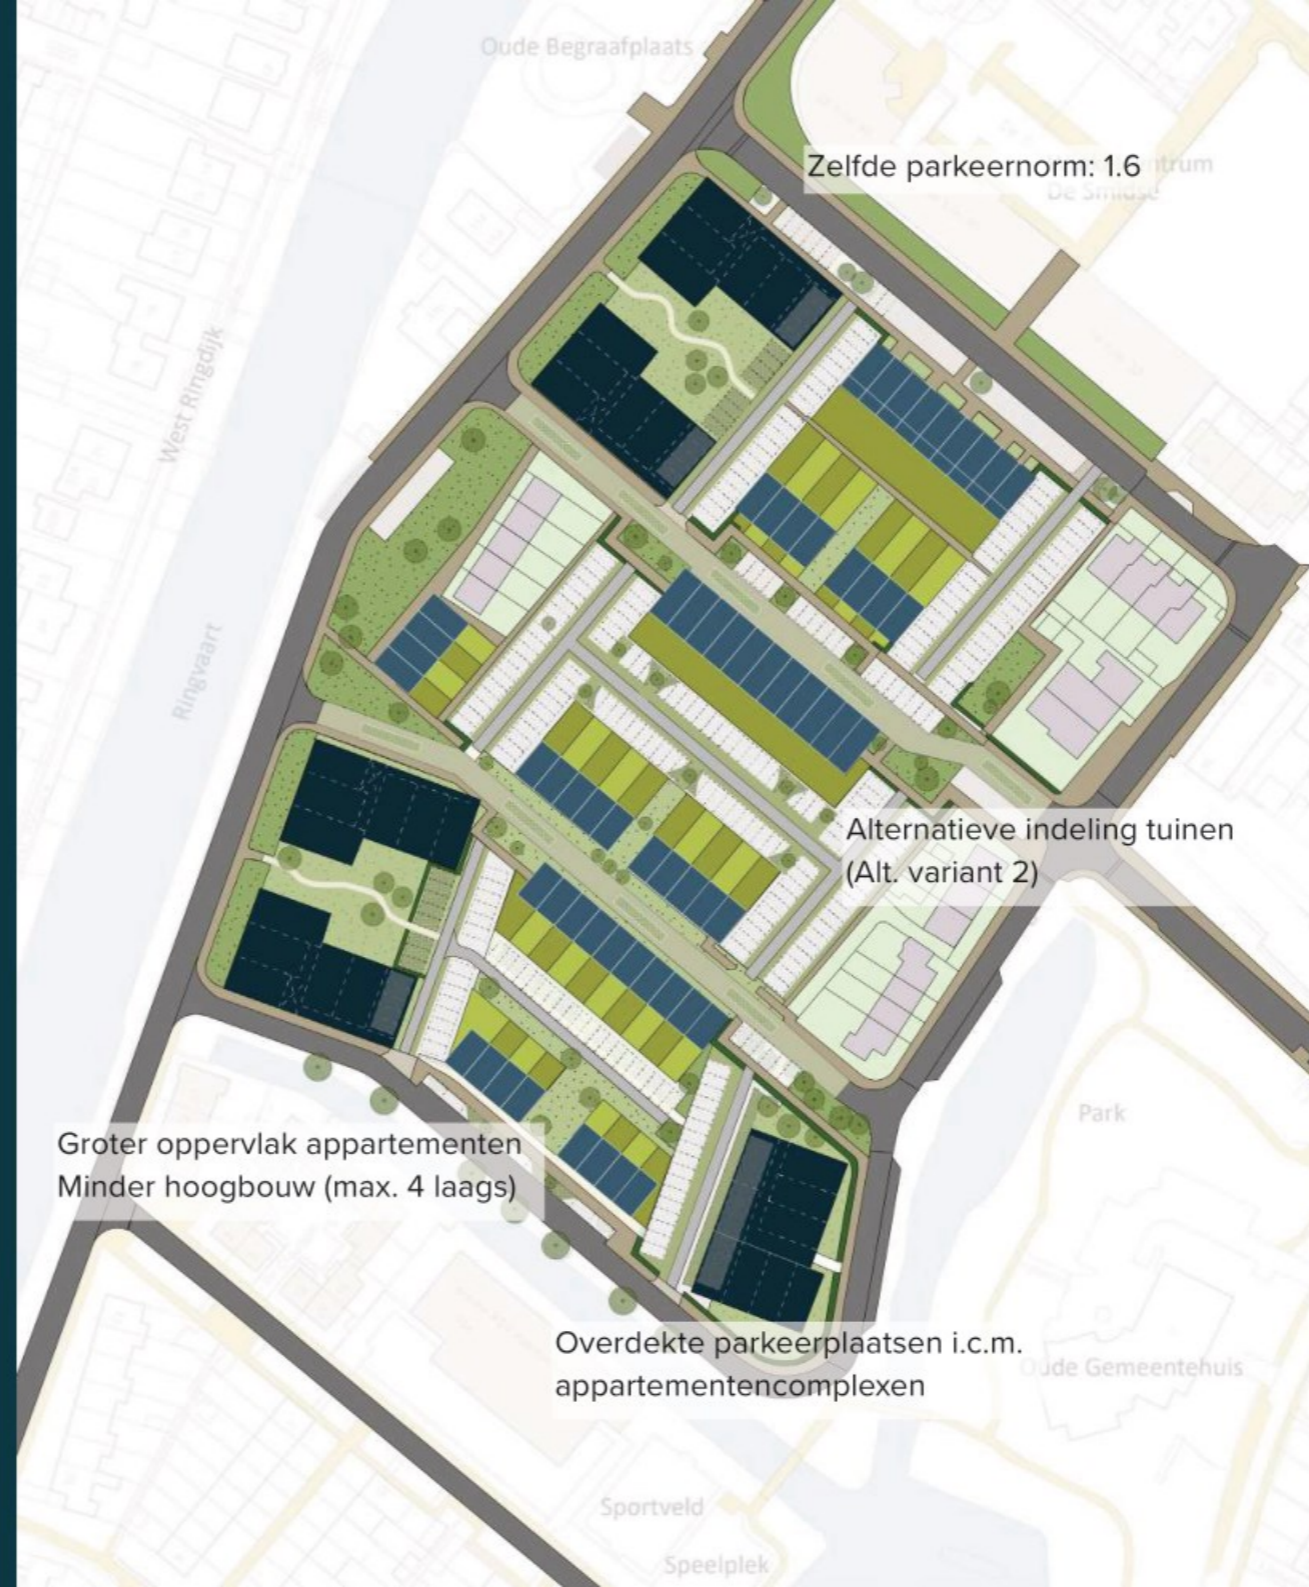 Oude Begraafplaats
Zelfde parkeernorm: 1.6
De Smidse
West Ringdijk
Ringvaart
Alternatieve indeling tuinen
(Alt. variant 2)
Park
Groter oppervlak appartementen
Minder hoogbouw (max. 4 laags)
Overdekte parkeerplaatsen i.c.m.
appartementencomplexen
Oude Gemeentehuis
Sportveld
Speelplek